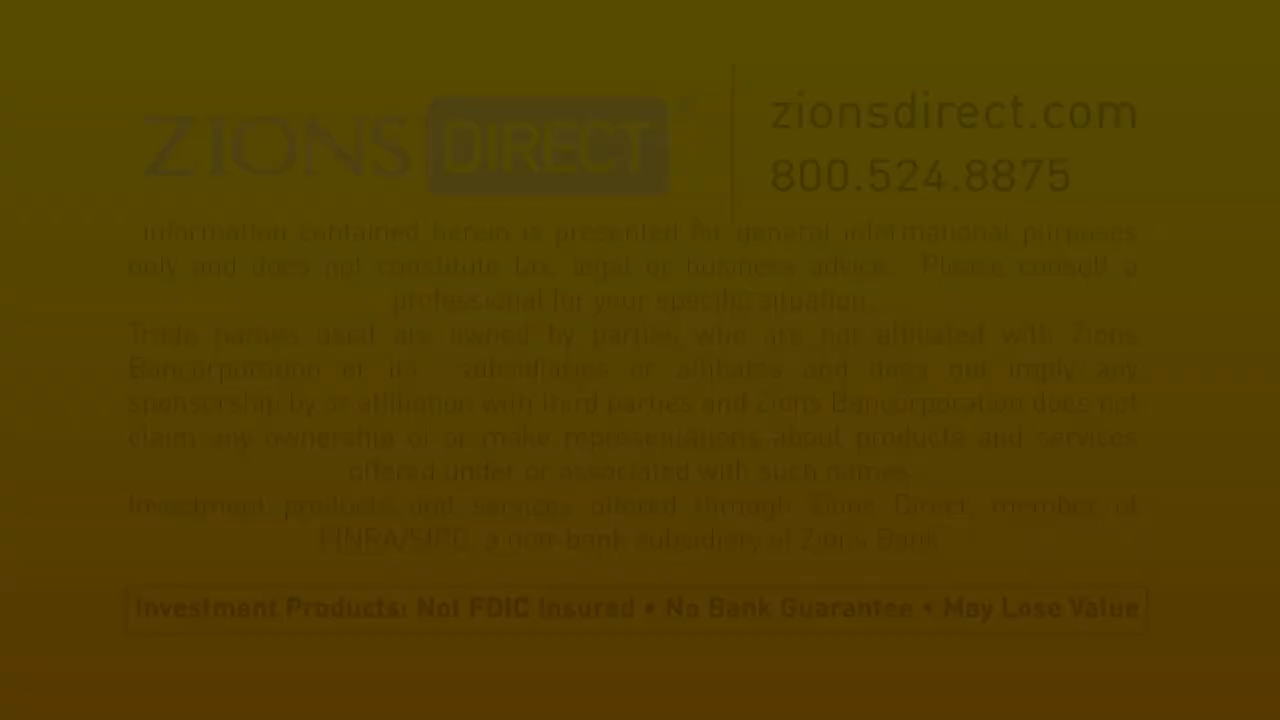 ZIONS DIRECT
zionsdirect.com
800.524.8875
information contained herein is presented for general informational purposes
only and does not constitute tax, legal or business advice. Please consult a
professional for your specific situation.
Trade parties used are owned by parties who are not affiliated with Zions
Bancorporation or its subsidiaries or affiliates and does not imply any
sponsorship by or affiliation with third parties and Zions Bancorporation does not
claim any ownership of or make representations about products and services
offered under or associated with such names.
Investment products and services offered through Zions Direct, member of
FINRA/SIPC, a non-bank subsidiary of Zions Bank
Investment Products: Not FDIC Insured • No Bank Guarantee • May Lose Value